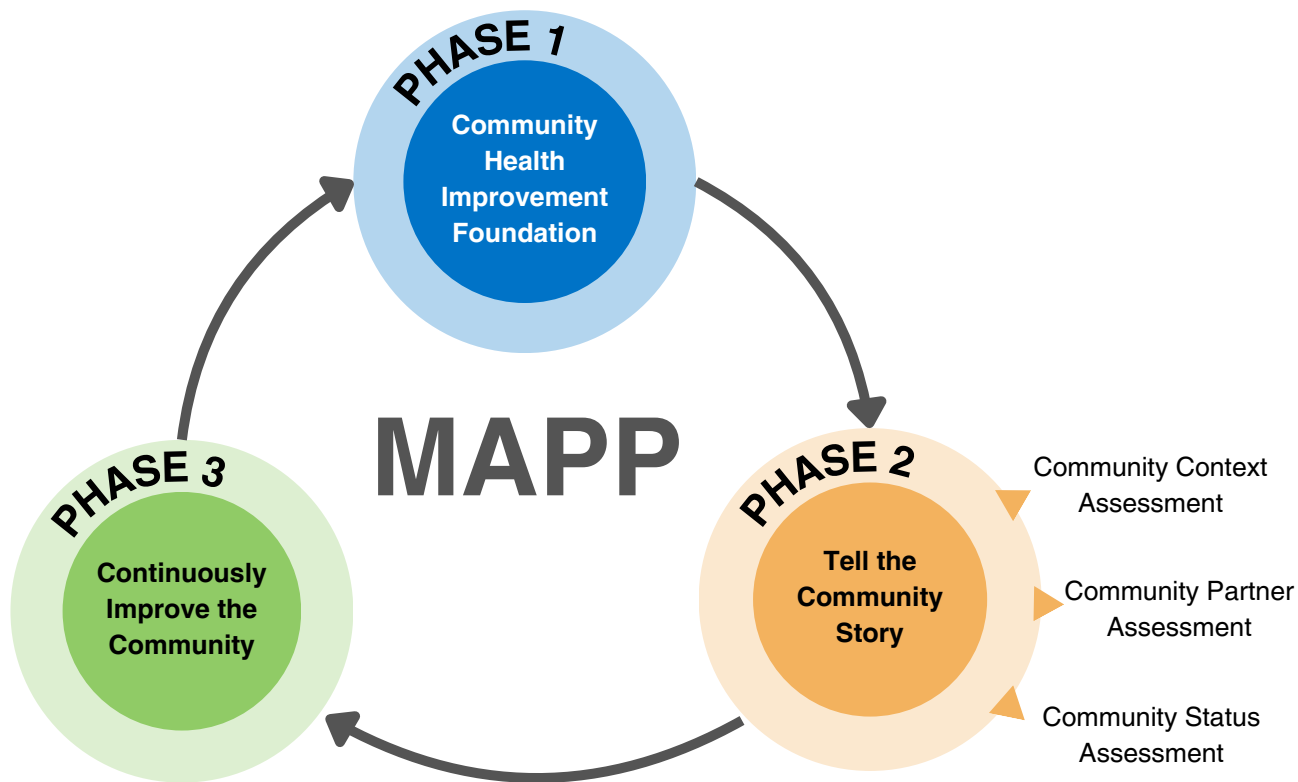 PHASE 1
Community
Health
Improvement
Foundation
MAPP
PHASE 2
Tell the
Community
Story
Community Context
Assessment
Community Partner
Assessment
Community Status
Assessment
PHASE 3
Continuously
Improve the
Community